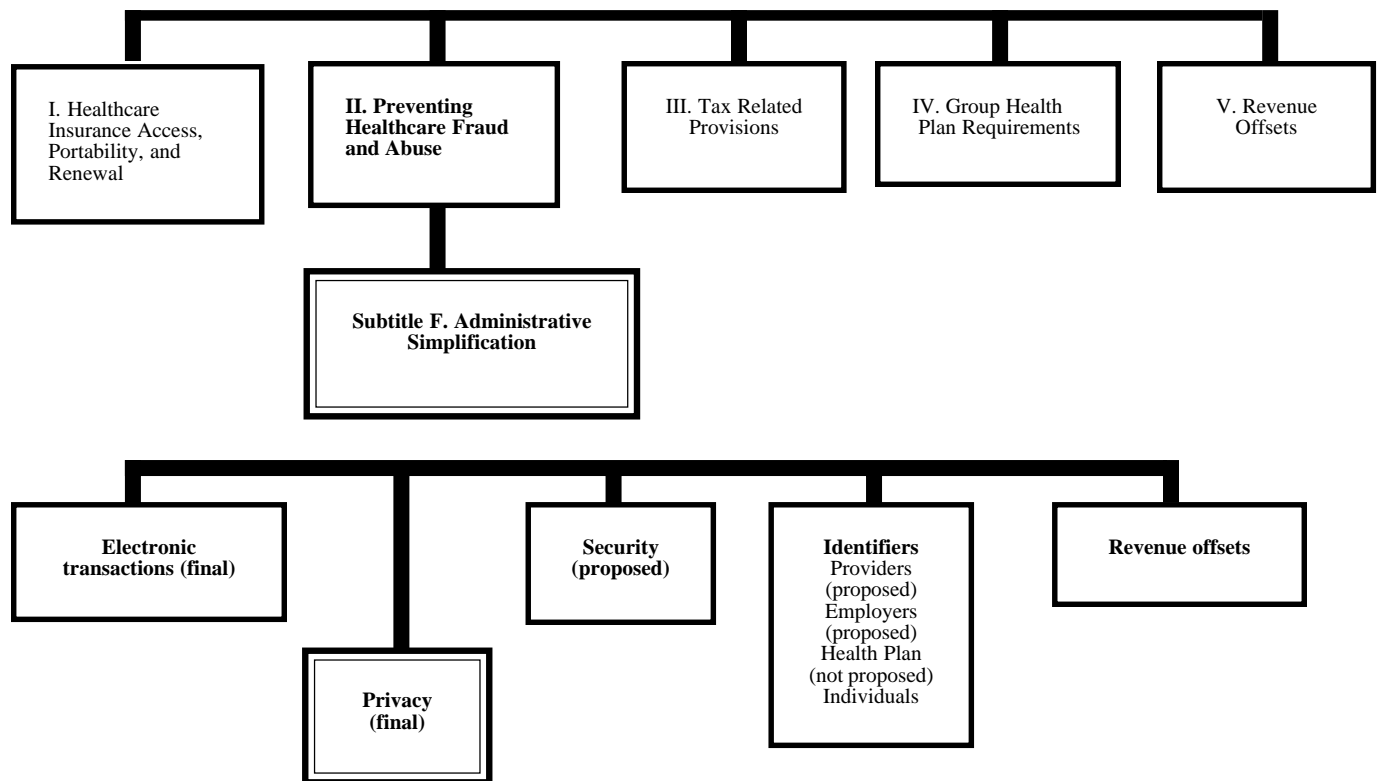 I. Healthcare
Insurance Access,
Portability, and
Renewal
II. Preventing
Healthcare Fraud
and Abuse
III. Tax Related
Provisions
IV. Group Health
Plan Requirements
V. Revenue
Offsets
Subtitle F. Administrative
Simplification
Electronic
transactions (final)
Privacy
(final)
Security
(proposed)
Identifiers
Providers
(proposed)
Employers
(proposed)
Health Plan
(not proposed)
Individuals
Revenue offsets